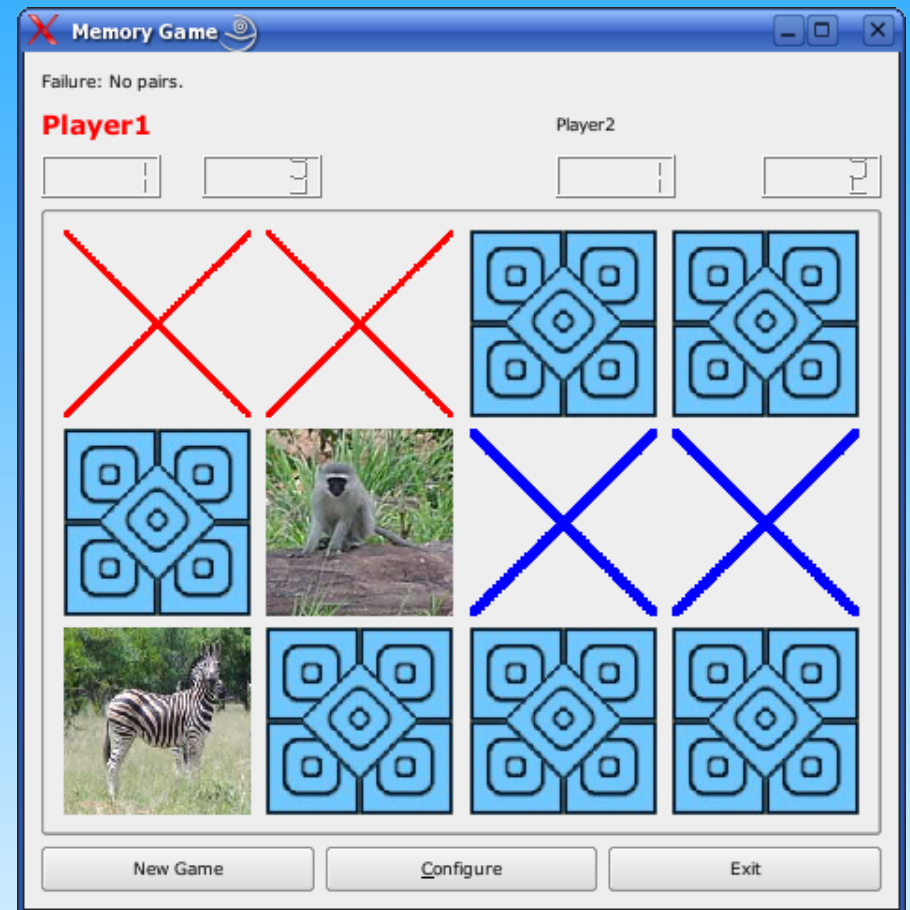 Memory Game
Failure: No pairs.
Player1 Player2
1 3 1 2
New Game Configure Exit